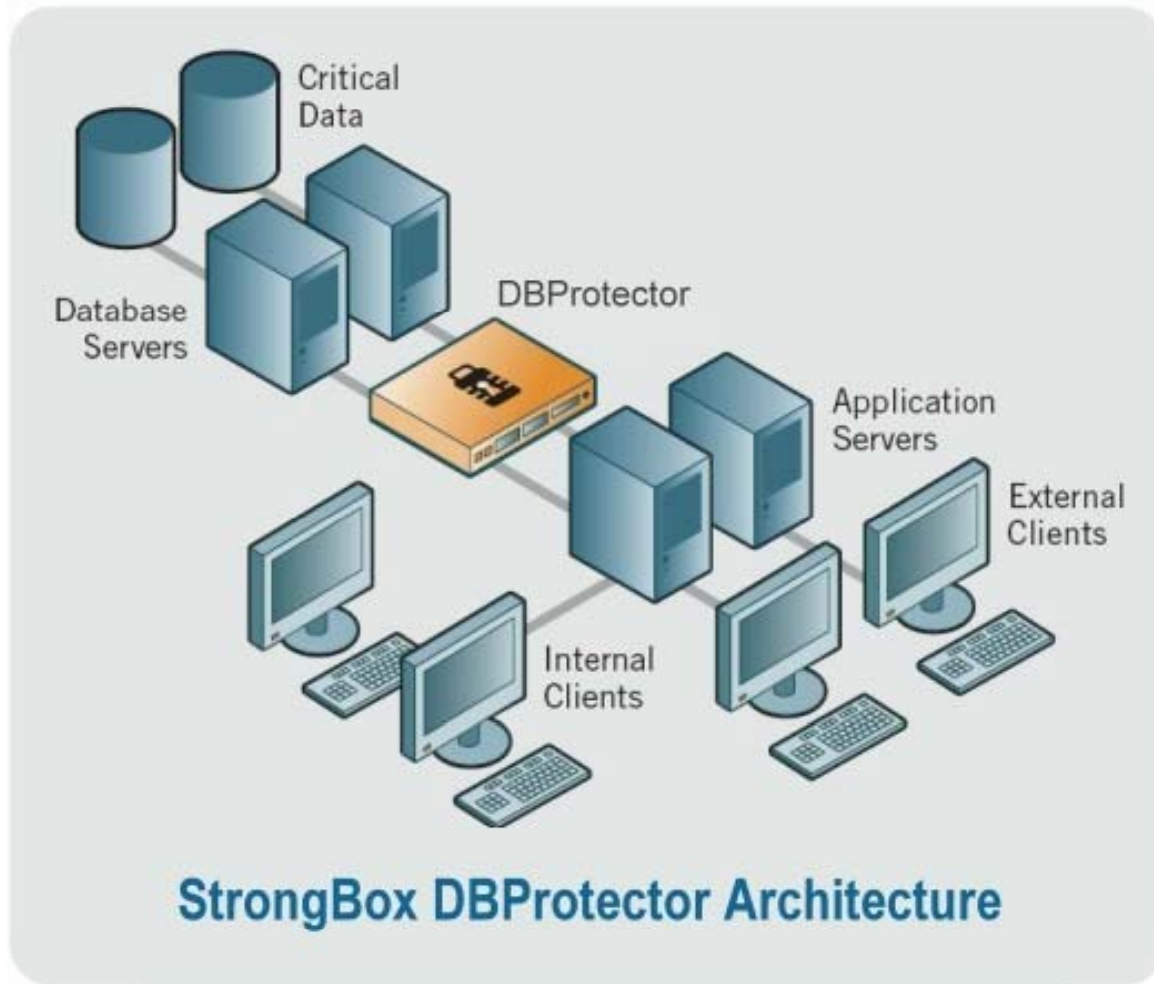 Critical
Data
DBProtector
Database
Servers
Application
Servers
External
Clients
Internal
Clients
StrongBox DBProtector Architecture